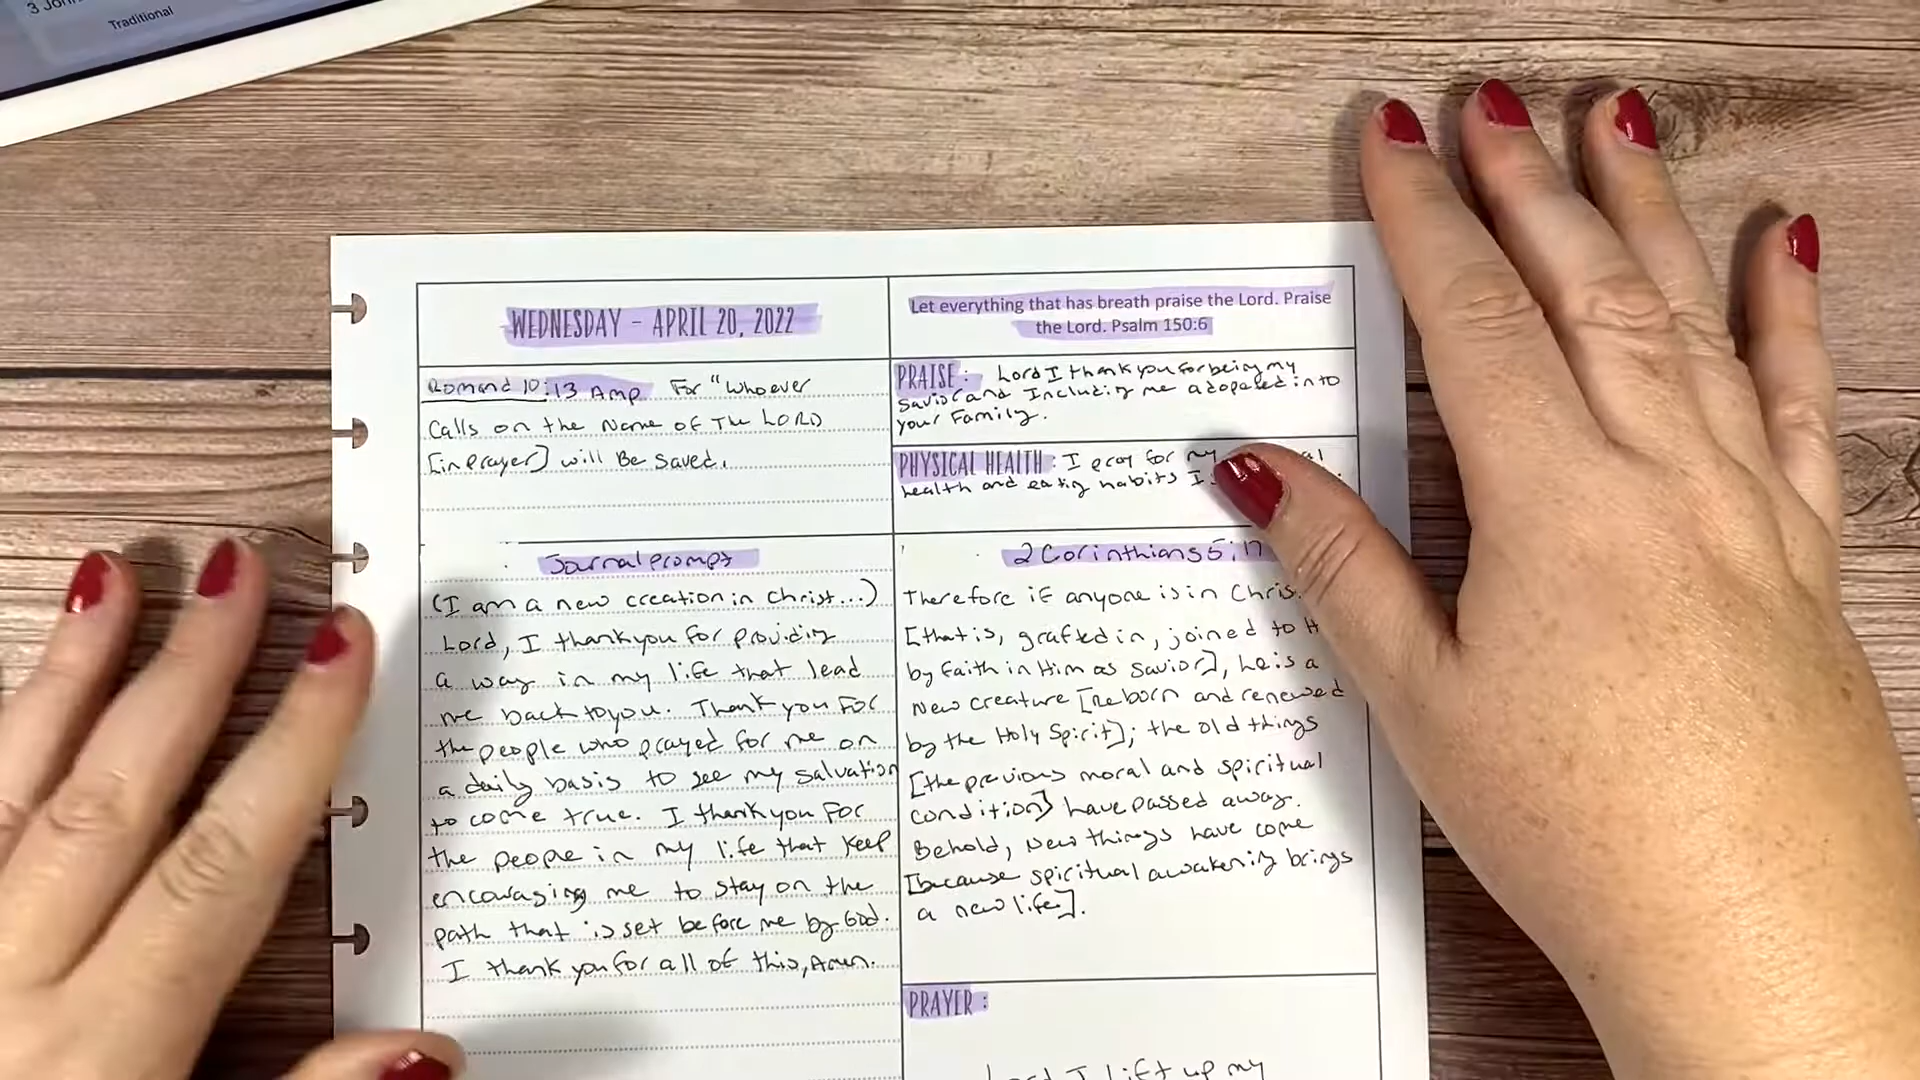 3 John
Traditional
WEDNESDAY - APRIL 20, 2022
Romand 10:13 Amp For "Whoever
Calls on the Name of The LORD
[in Prayer] will Be Saved.
Journal prompt
(I am a new creation in Christ...)
Lord, I thank you for providing
a way in my life that lead
me back to you. Thank you For
the people who prayed for me on
a daily basis to see my salvation
to come true. I thank you For
the people in my life that keep
encouraging me to stay on the
path that is set before me by God.
I thank you for all of this, Amen.
Let everything that has breath praise the Lord. Praise
the Lord. Psalm 150:6
PRAISE: Lord I thank you for being my
Savior and Including me adopated into
your Family.
PHYSICAL HEALTH: I pray for my
health and eating habits I
2 Corinthians 5:17
Therefore if anyone is in Chris
[that is, grafted in, joined to H
by Faith in Him as Savior], he is a
New creature [Reborn and renewed
by the Holy Spirit]; the old things
[the previous moral and spiritual
condition] have passed away.
Behold, New things have come
[because spiritual awakening brings
a new life].
PRAYER:
Lord I lift up my